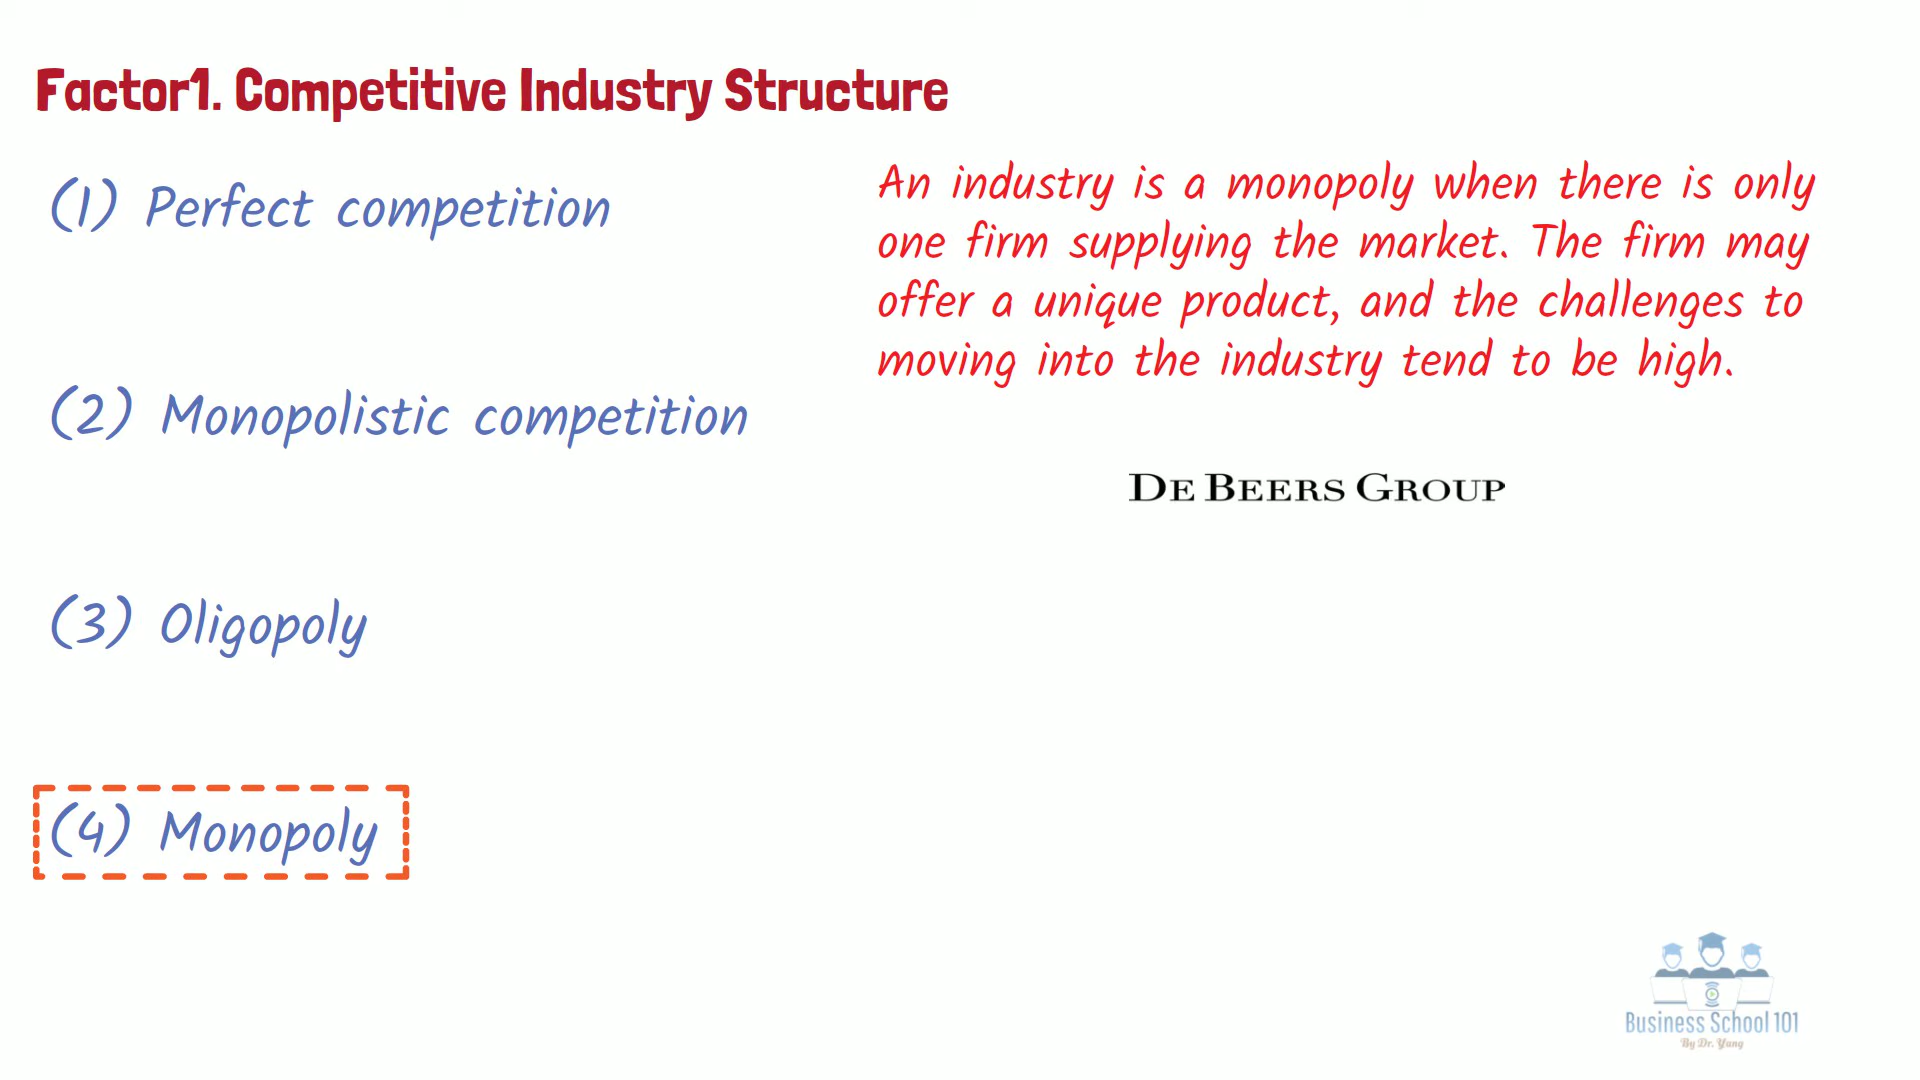 Factor1. Competitive Industry Structure
(1) Perfect competition
(2) Monopolistic competition
(3) Oligopoly
(4) Monopoly
An industry is a monopoly when there is only
one firm supplying the market. The firm may
offer a unique product, and the challenges to
moving into the industry tend to be high.
DE BEERS GROUP
Business School 101
By Dr. Yang